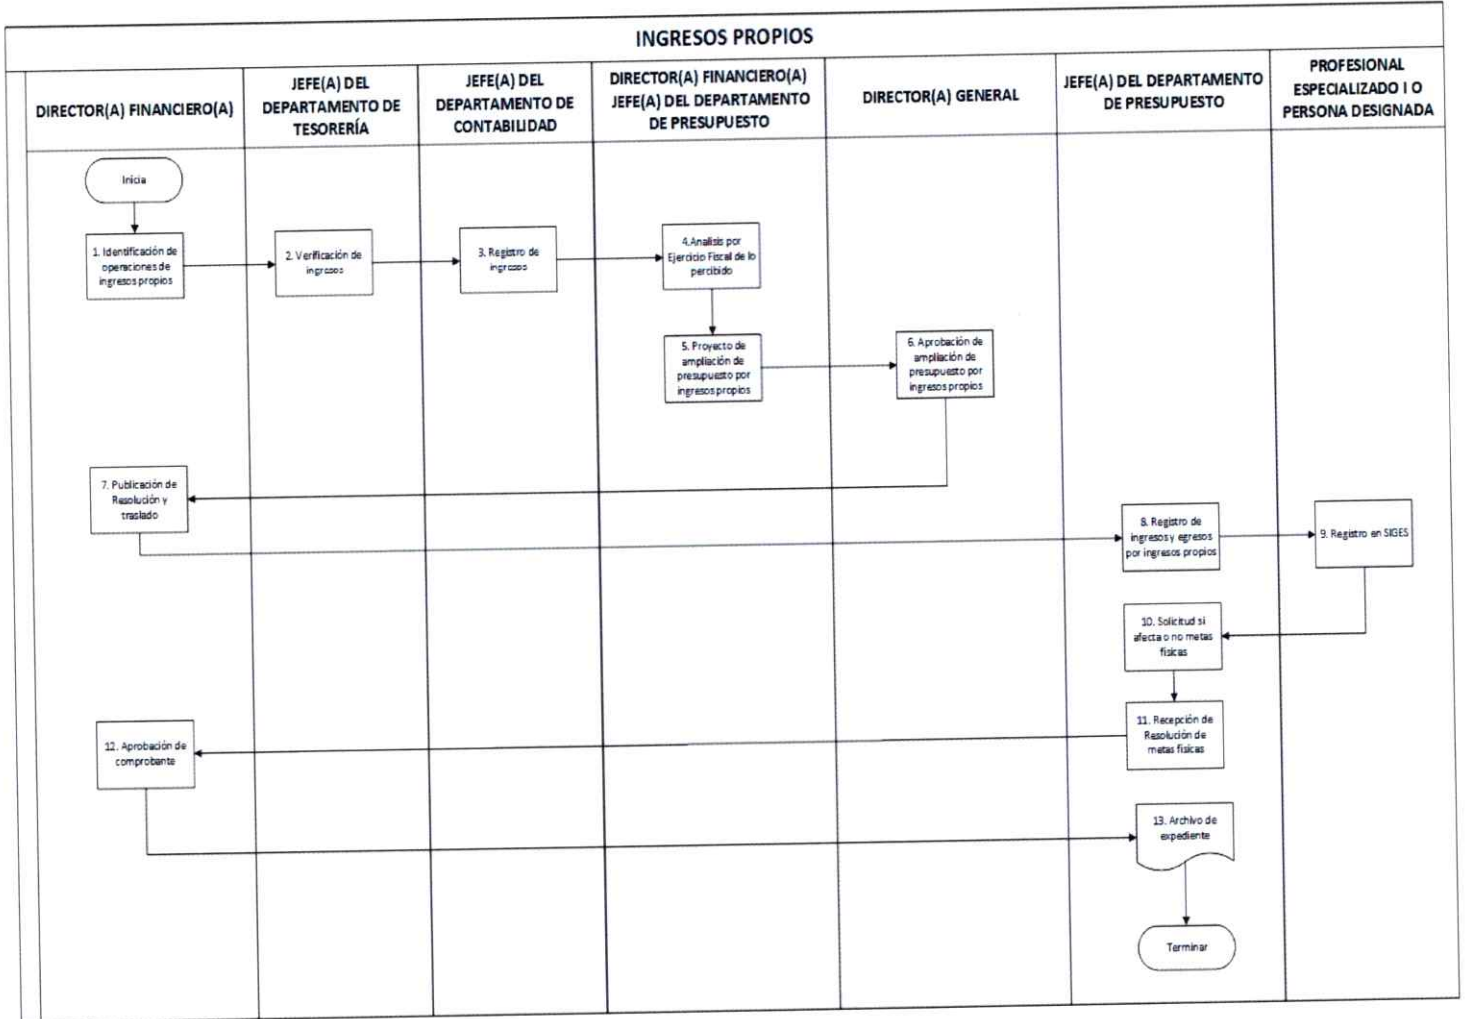 INGRESOS PROPIOS
DIRECTOR(A) FINANCIERO(A)
JEFE(A) DEL
DEPARTAMENTO DE
TESORERÍA
JEFE(A) DEL
DEPARTAMENTO DE
CONTABILIDAD
DIRECTOR(A) FINANCIERO(A)
JEFE(A) DEL DEPARTAMENTO
DE PRESUPUESTO
DIRECTOR(A) GENERAL
JEFE(A) DEL DEPARTAMENTO
DE PRESUPUESTO
PROFESIONAL
ESPECIALIZADO I O
PERSONA DESIGNADA
Inicia
1. Identificación de
operaciones de
ingresos propios
2. Verificación de
ingresos
3. Registro de
ingresos
4.Analisis por
Ejercicio Fiscal de lo
percibido
5. Proyecto de
ampliación de
presupuesto por
ingresos propios
6. Aprobación de
ampliación de
presupuesto por
ingresos propios
7. Publicación de
Resolución y
traslado
8. Registro de
ingresos y egresos
por ingresos propios
9. Registro en SIGES
10. Solicitud si
afecta o no metas
físicas
11. Recepción de
Resolución de
metas físicas
12. Aprobación de
comprobante
13. Archivo de
expediente
Terminar